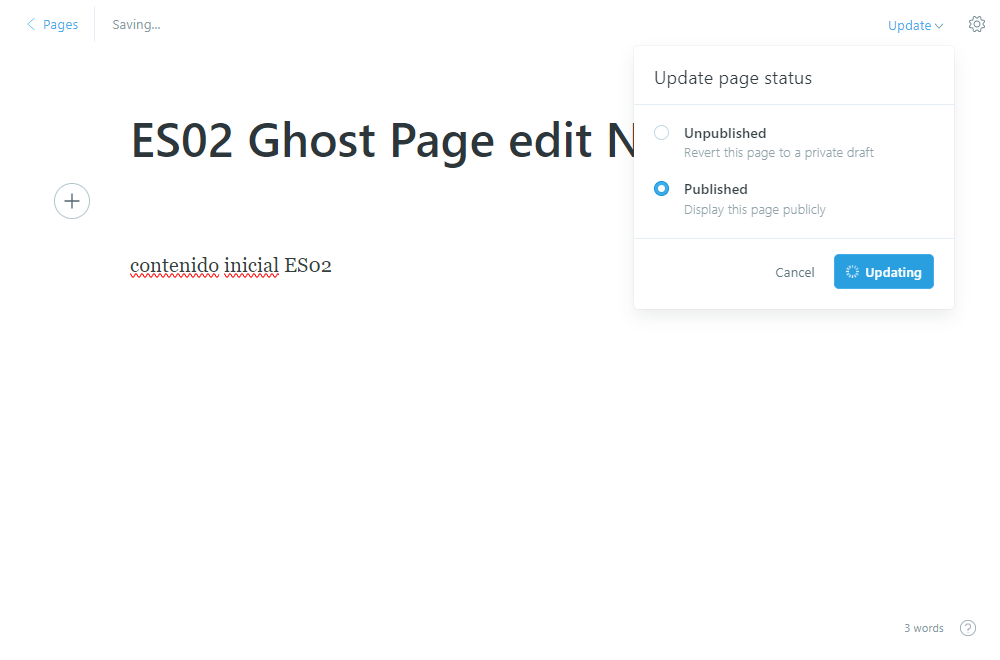 Pages
Saving...
Update
Update page status
ES02 Ghost Page edit
Unpublished
Revert this page to a private draft
Published
Display this page publicly
contenido inicial ES02
Cancel
Updating
3 words
?